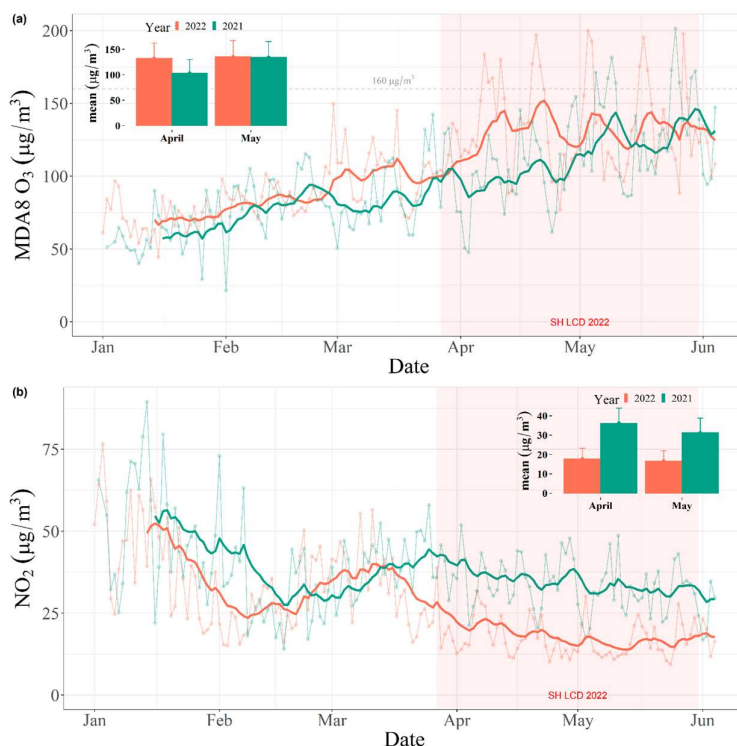 (a)
Year 2022 2021
mean (μg/m³)
150
100
50
0
April May
MDA8 O₃ (μg/m³)
200
150
100
50
0
160 μg/m³
SH LCD 2022
Jan Feb Mar Apr May Jun
Date
(b)
Year 2022 2021
mean (μg/m³)
40
30
20
10
0
April May
NO₂ (μg/m³)
75
50
25
0
SH LCD 2022
Jan Feb Mar Apr May Jun
Date